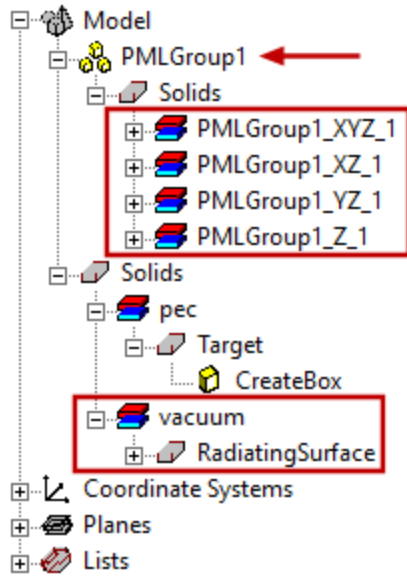 Model
PMLGroup1
Solids
PMLGroup1_XYZ_1
PMLGroup1_XZ_1
PMLGroup1_YZ_1
PMLGroup1_Z_1
Solids
pec
Target
CreateBox
vacuum
RadiatingSurface
Coordinate Systems
Planes
Lists